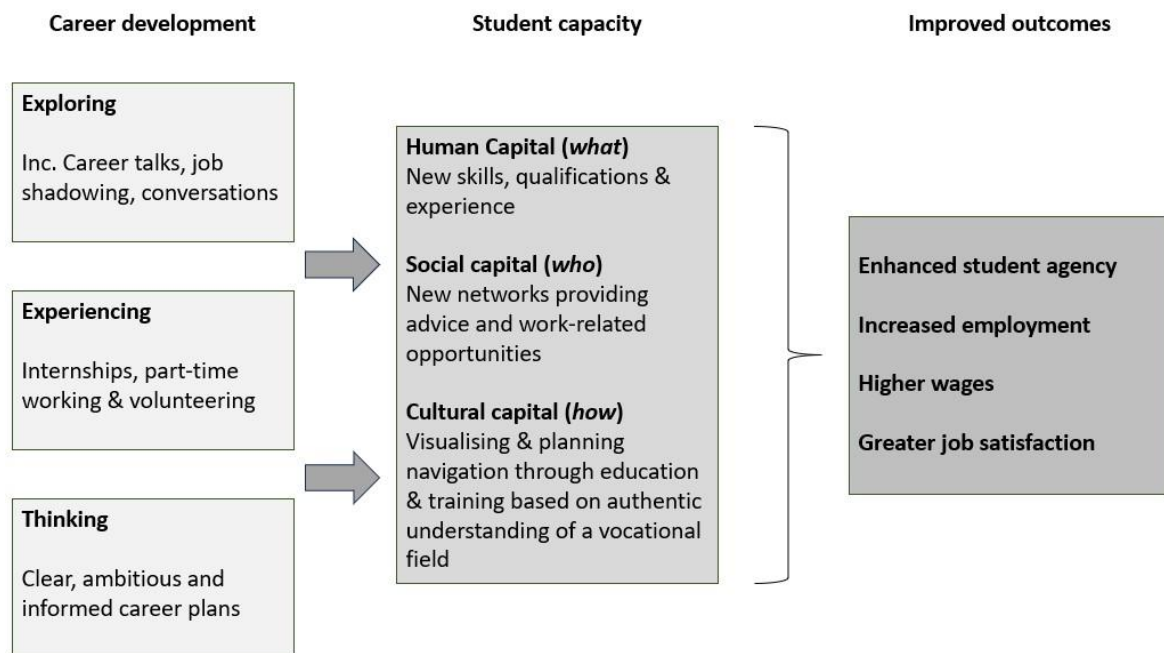 Career development
Student capacity
Improved outcomes
Exploring
Inc. Career talks, job
shadowing, conversations
Experiencing
Internships, part-time
working & volunteering
Thinking
Clear, ambitious and
informed career plans
Human Capital (what)
New skills, qualifications &
experience
Social capital (who)
New networks providing
advice and work-related
opportunities
Cultural capital (how)
Visualising & planning
navigation through education
& training based on authentic
understanding of a vocational
field
Enhanced student agency
Increased employment
Higher wages
Greater job satisfaction